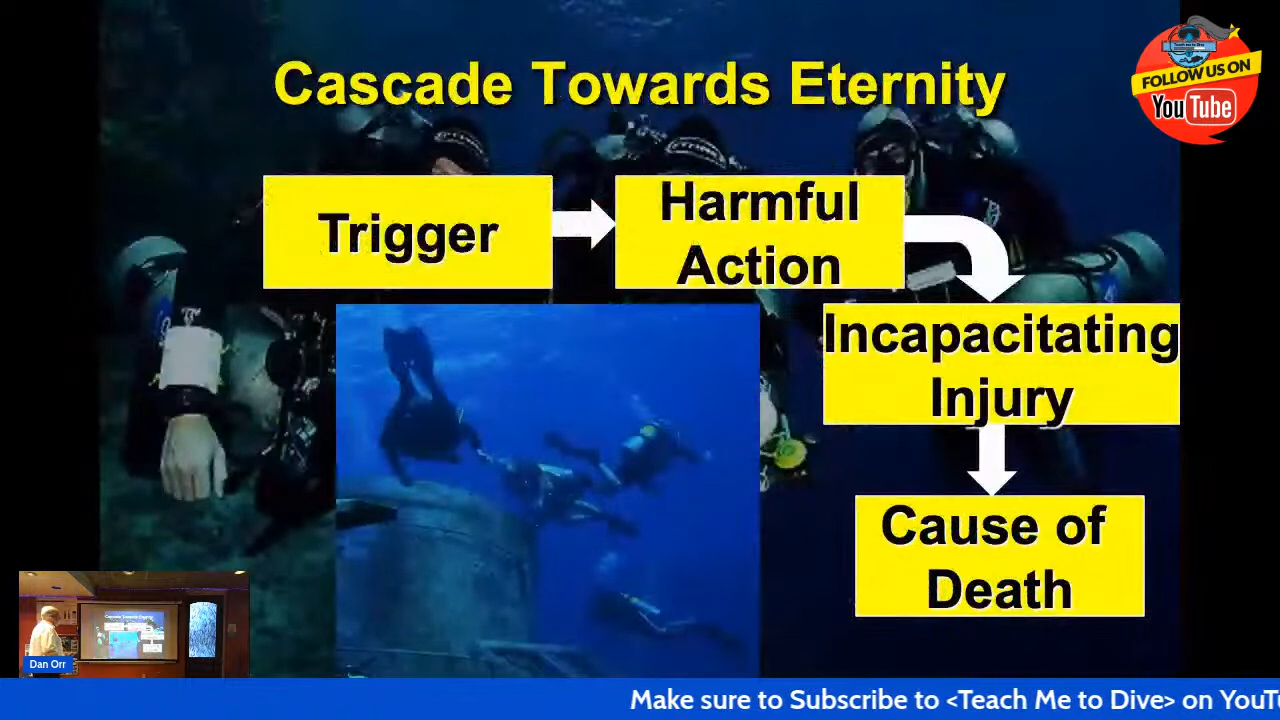 Cascade Towards Eternity
FOLLOW US ON
YouTube
Trigger
Harmful
Action
Incapacitating
Injury
Cause of
Death
Dan Orr
Make sure to Subscribe to <Teach Me to Dive> on YouTu